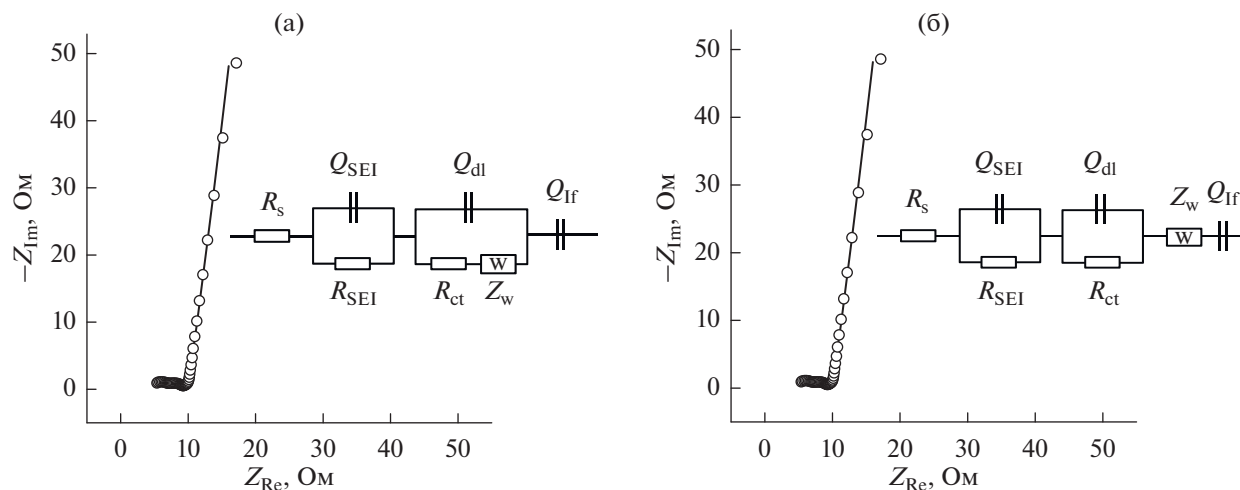 (а)
50
40
30
20
10
0
–Z_Im, Ом
0 10 20 30 40 50
Z_Re, Ом
Q_SEI Q_dl
R_s Q_If
R_SEI R_ct W Z_w
(б)
50
40
30
20
10
0
–Z_Im, Ом
0 10 20 30 40 50
Z_Re, Ом
Q_SEI Q_dl
R_s Z_w Q_If
W
R_SEI R_ct